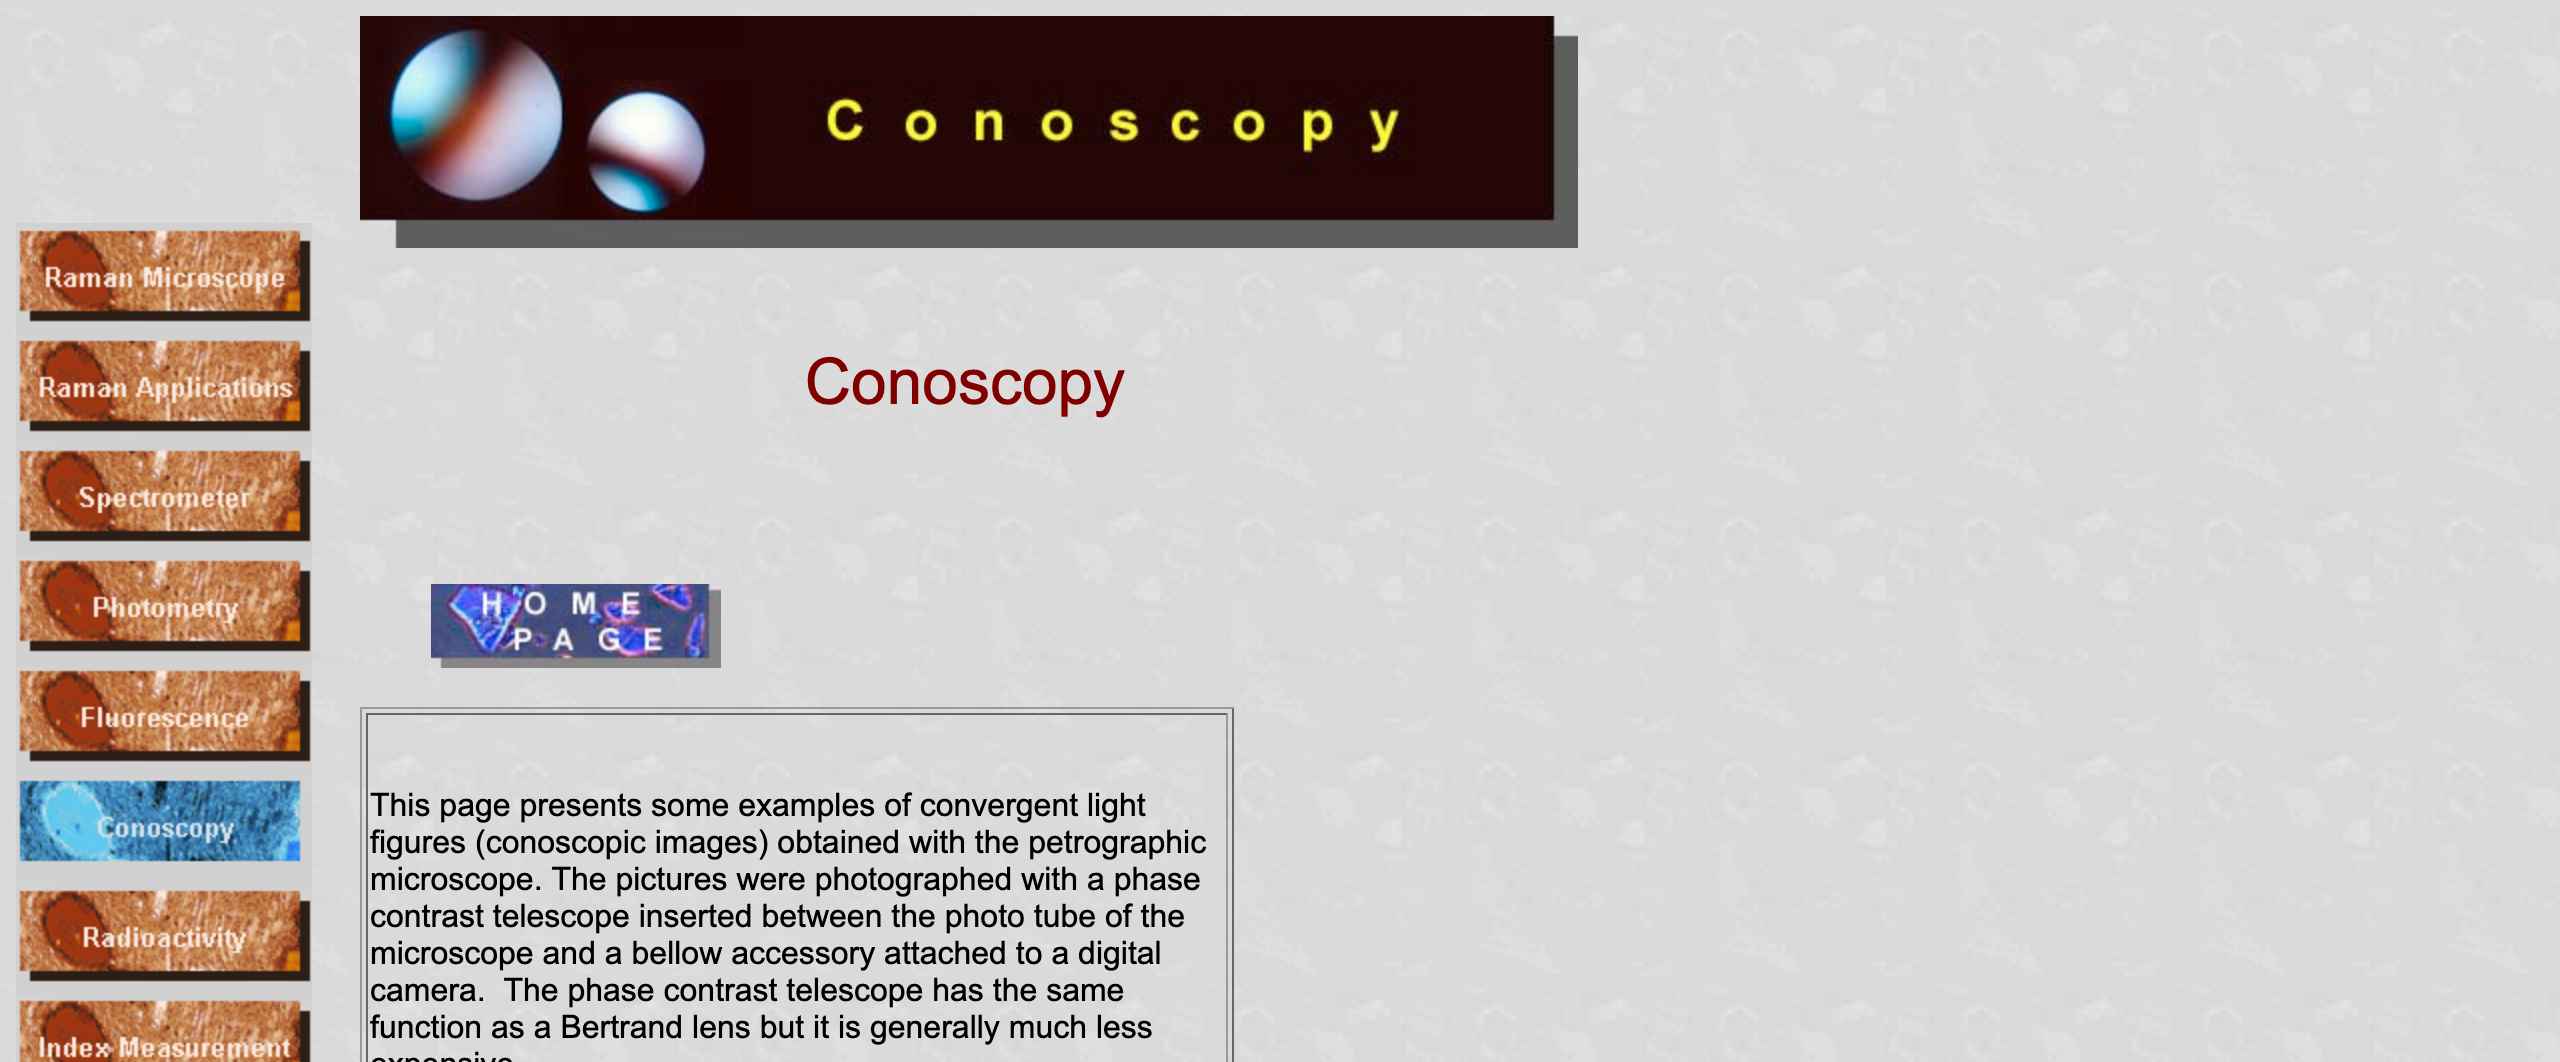 C o n o s c o p y
Raman Microscope
Raman Applications
Spectrometer
Photometry
Fluorescence
Conoscopy
Radioactivity
Index Measurement
Conoscopy
H O M E
P A G E
This page presents some examples of convergent light
figures (conoscopic images) obtained with the petrographic
microscope. The pictures were photographed with a phase
contrast telescope inserted between the photo tube of the
microscope and a bellow accessory attached to a digital
camera.  The phase contrast telescope has the same
function as a Bertrand lens but it is generally much less
expensive